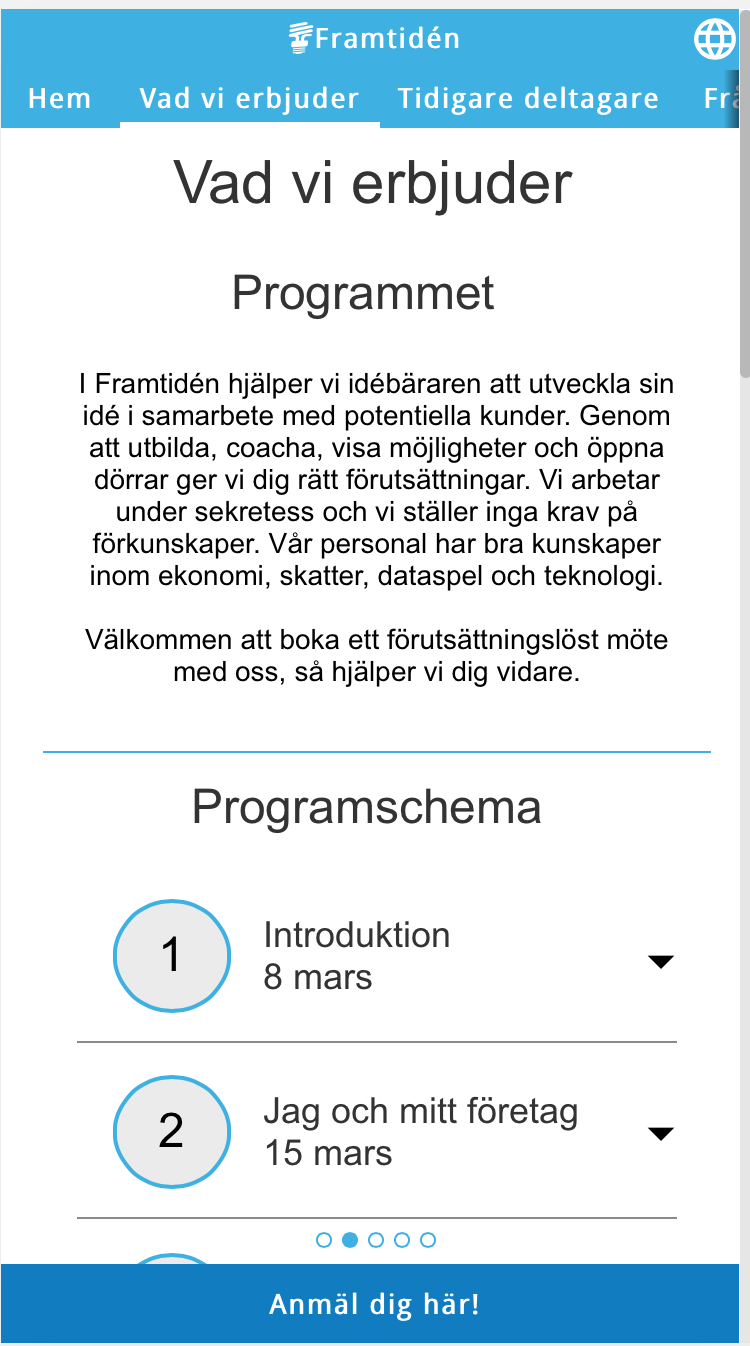 Framtidén
Hem Vad vi erbjuder Tidigare deltagare
Vad vi erbjuder
Programmet
I Framtidén hjälper vi idébäraren att utveckla sin
idé i samarbete med potentiella kunder. Genom
att utbilda, coacha, visa möjligheter och öppna
dörrar ger vi dig rätt förutsättningar. Vi arbetar
under sekretess och vi ställer inga krav på
förkunskaper. Vår personal har bra kunskaper
inom ekonomi, skatter, dataspel och teknologi.
Välkommen att boka ett förutsättningslöst möte
med oss, så hjälper vi dig vidare.
Programschema
1
Introduktion
8 mars
2
Jag och mitt företag
15 mars
Anmäl dig här!